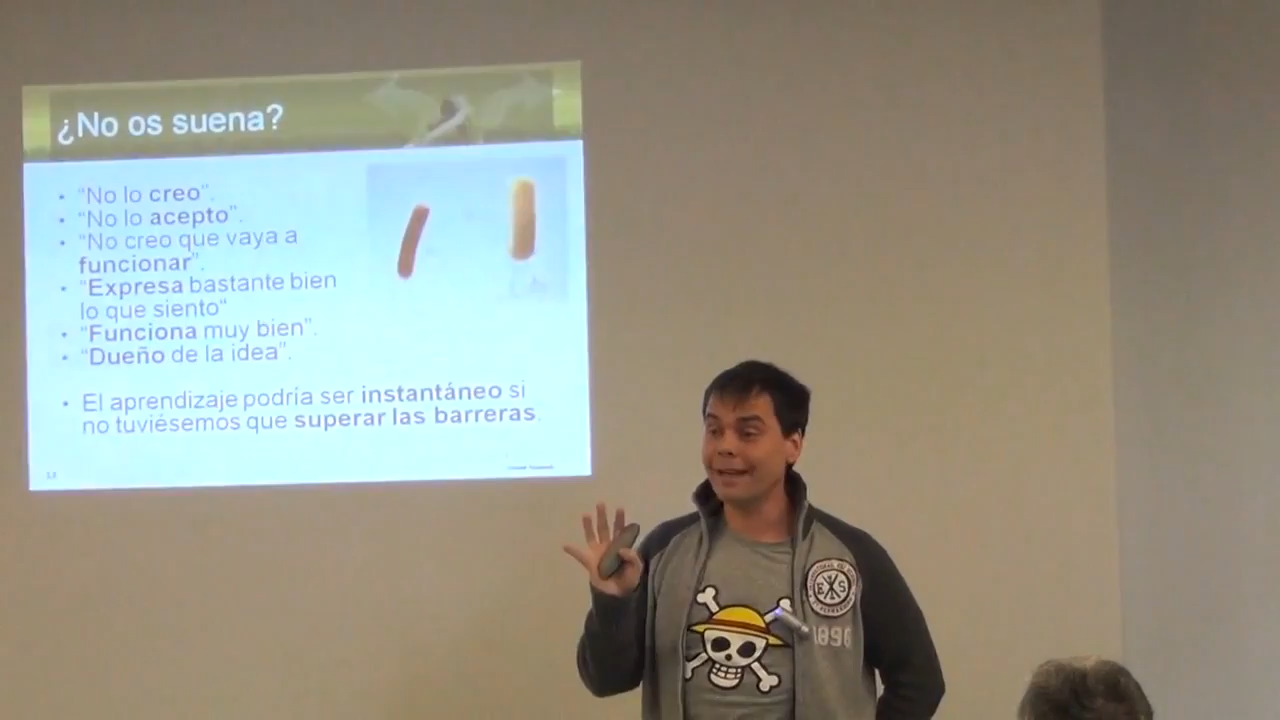 ¿No os suena?
• "No lo creo".
• "No lo acepto".
• "No creo que vaya a
funcionar".
• "Expresa bastante bien
lo que siento"
• "Funciona muy bien".
• "Dueño de la idea".
• El aprendizaje podría ser instantáneo si
no tuviésemos que superar las barreras.
E S
1896